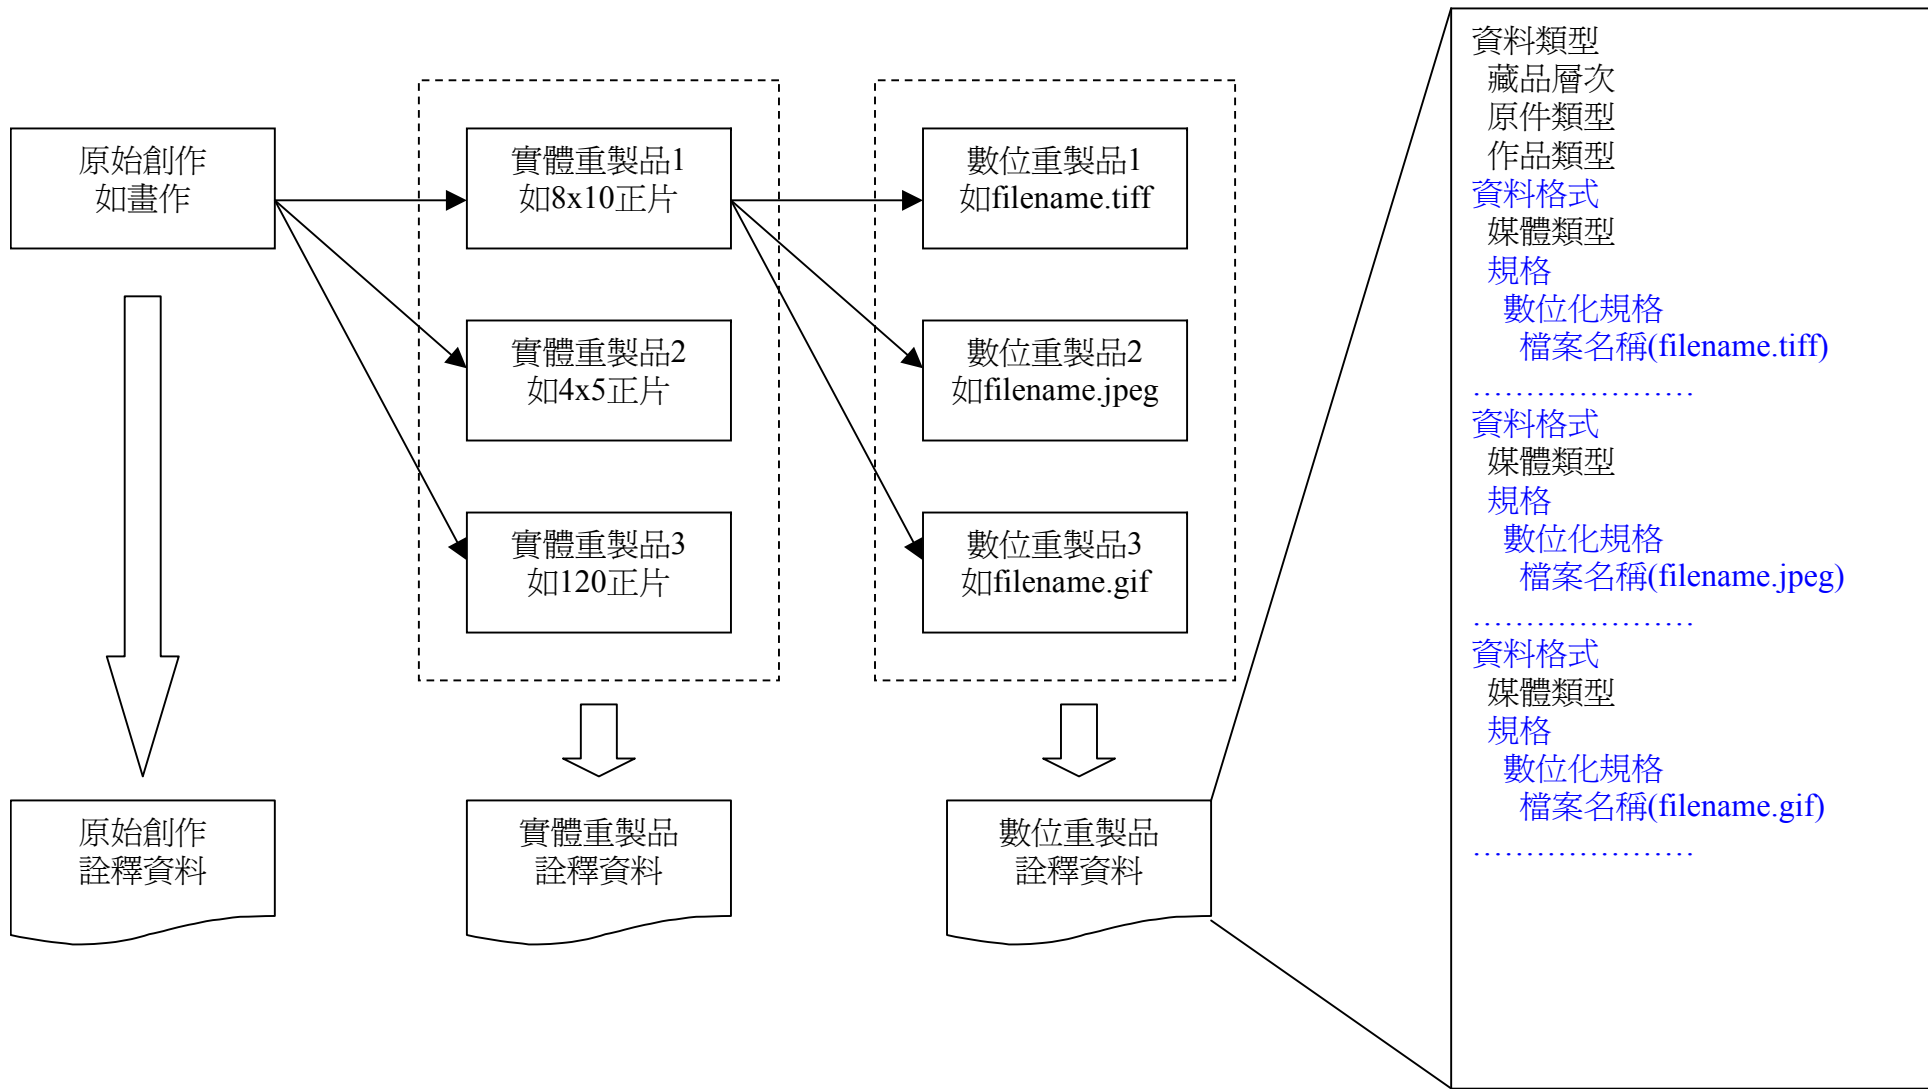 原始創作
如畫作
實體重製品1
如8x10正片
數位重製品1
如filename.tiff
實體重製品2
如4x5正片
數位重製品2
如filename.jpeg
實體重製品3
如120正片
數位重製品3
如filename.gif
原始創作
詮釋資料
實體重製品
詮釋資料
數位重製品
詮釋資料
資料類型
藏品層次
原件類型
作品類型
資料格式
媒體類型
規格
數位化規格
檔案名稱(filename.tiff)
…………………
資料格式
媒體類型
規格
數位化規格
檔案名稱(filename.jpeg)
…………………
資料格式
媒體類型
規格
數位化規格
檔案名稱(filename.gif)
…………………